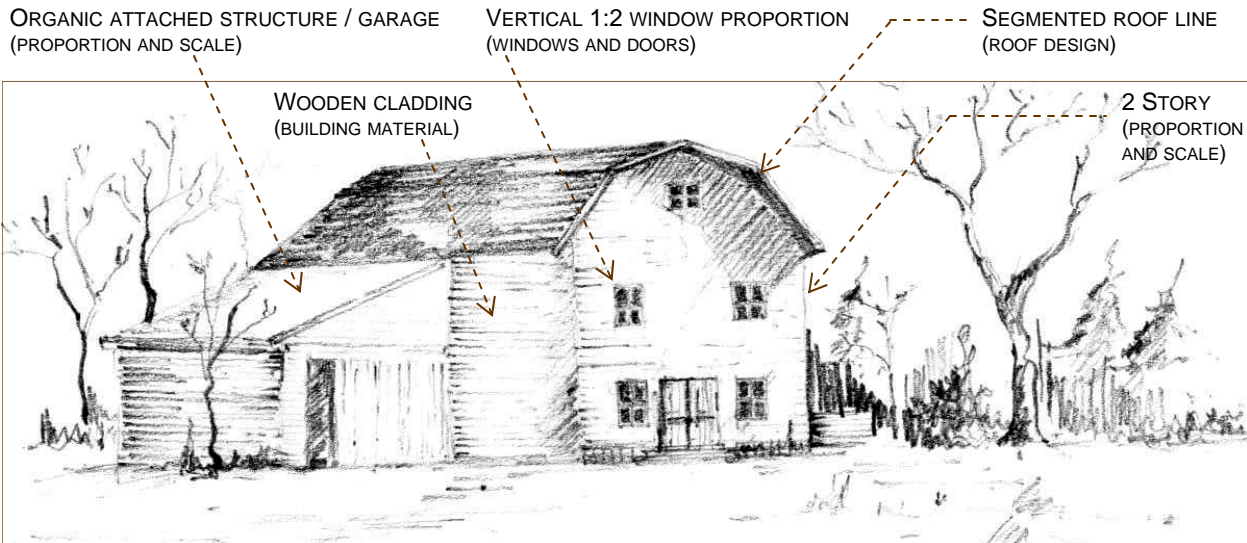 ORGANIC ATTACHED STRUCTURE / GARAGE
(PROPORTION AND SCALE)
VERTICAL 1:2 WINDOW PROPORTION
(WINDOWS AND DOORS)
SEGMENTED ROOF LINE
(ROOF DESIGN)
WOODEN CLADDING
(BUILDING MATERIAL)
2 STORY
(PROPORTION
AND SCALE)